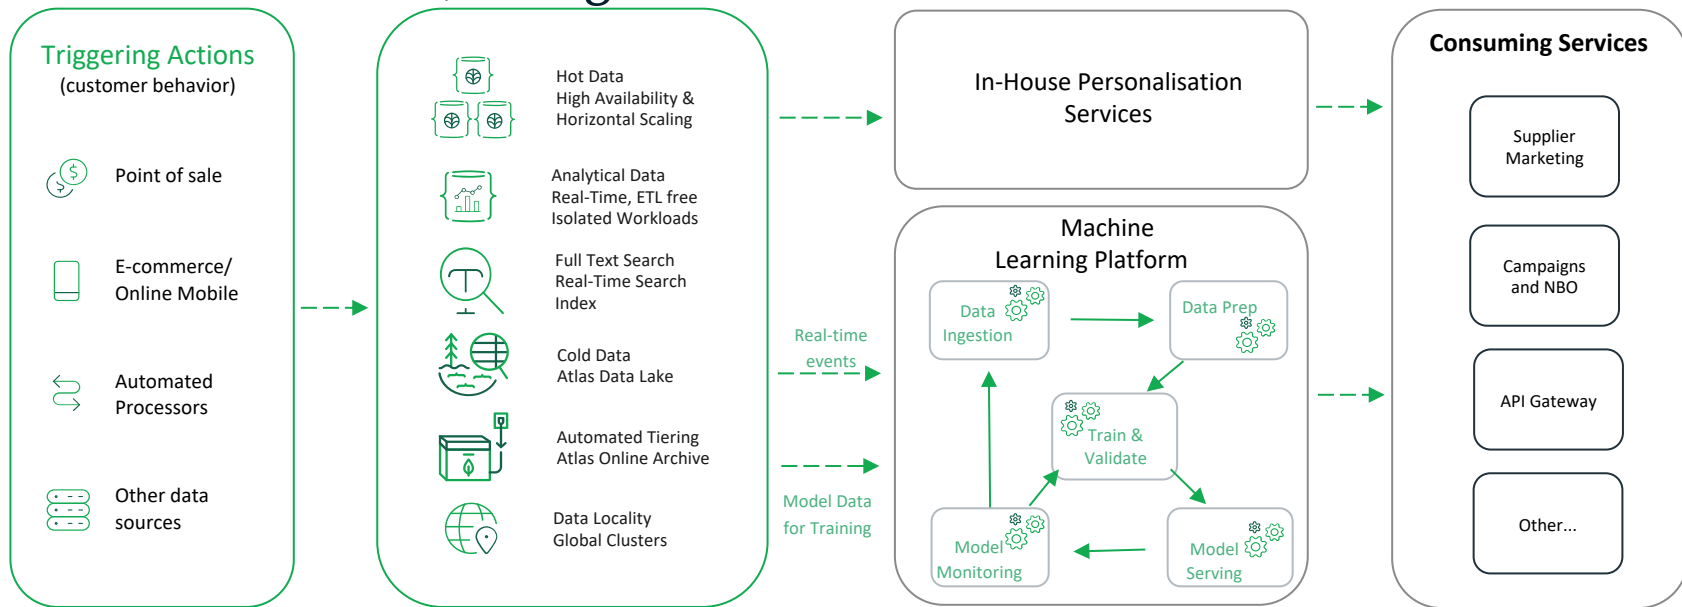 Triggering Actions
(customer behavior)
Point of sale
E-commerce/
Online Mobile
Automated
Processors
Other data
sources
Hot Data
High Availability &
Horizontal Scaling
Analytical Data
Real-Time, ETL free
Isolated Workloads
Full Text Search
Real-Time Search
Index
Cold Data
Atlas Data Lake
Automated Tiering
Atlas Online Archive
Data Locality
Global Clusters
Real-time
events
Model Data
for Training
In-House Personalisation
Services
Machine
Learning Platform
Data
Ingestion
Data Prep
Train &
Validate
Model
Monitoring
Model
Serving
Consuming Services
Supplier
Marketing
Campaigns
and NBO
API Gateway
Other...